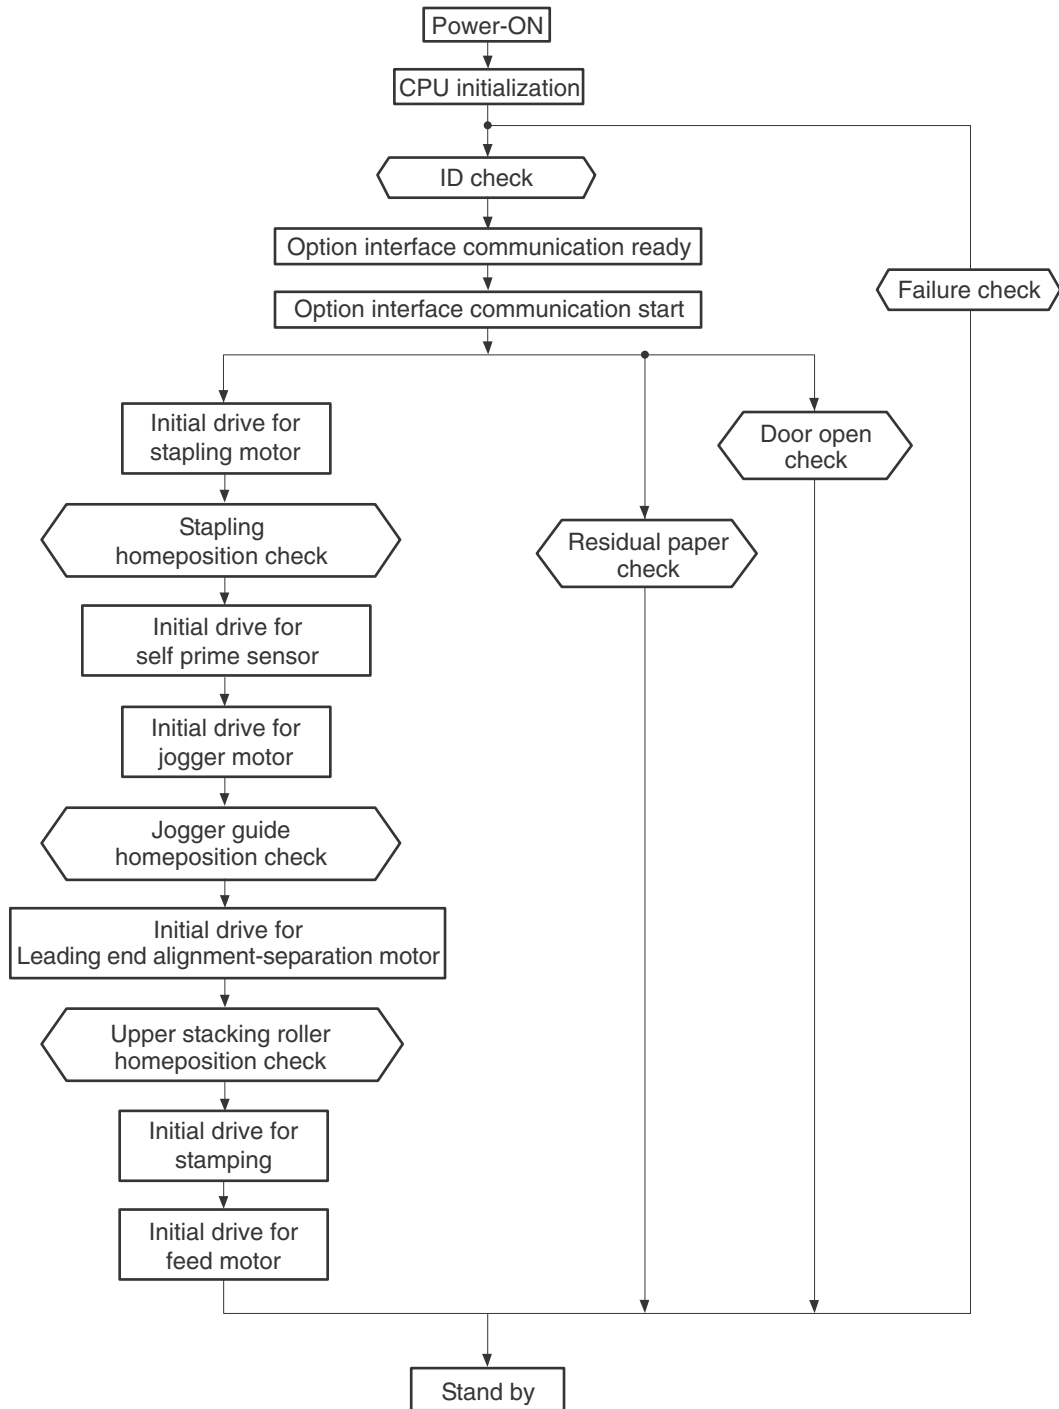 Power-ON
CPU initialization
ID check
Option interface communication ready
Option interface communication start
Failure check
Initial drive for
stapling motor
Door open
check
Stapling
homeposition check
Residual paper
check
Initial drive for
self prime sensor
Initial drive for
jogger motor
Jogger guide
homeposition check
Initial drive for
Leading end alignment-separation motor
Upper stacking roller
homeposition check
Initial drive for
stamping
Initial drive for
feed motor
Stand by